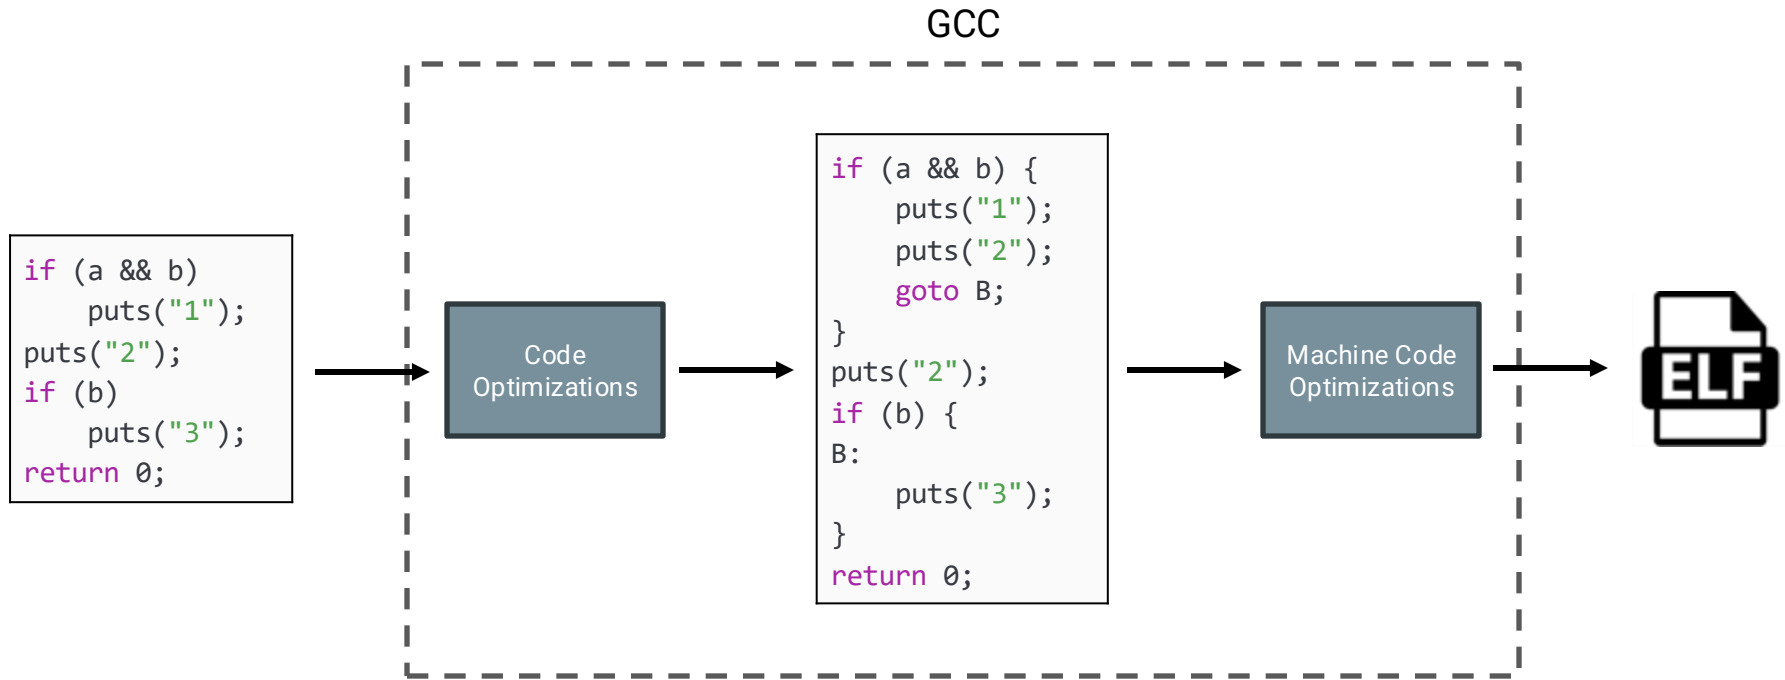 GCC
if (a && b)
    puts("1");
puts("2");
if (b)
    puts("3");
return 0;
Code
Optimizations
if (a && b) {
    puts("1");
    puts("2");
    goto B;
}
puts("2");
if (b) {
B:
    puts("3");
}
return 0;
Machine Code
Optimizations
ELF